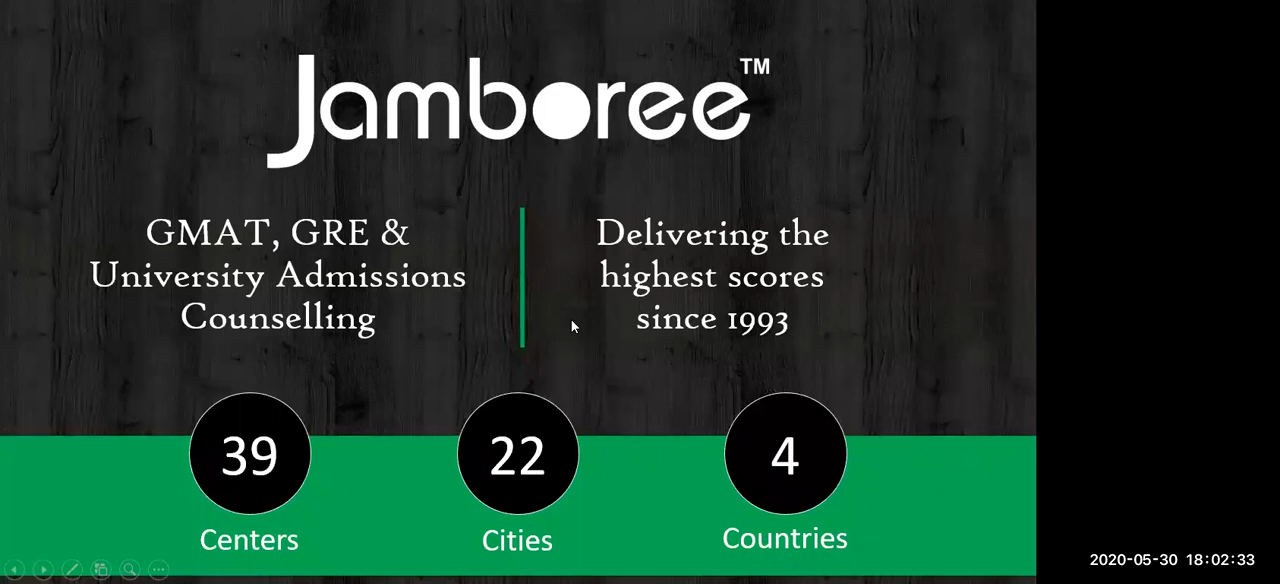 Jamboree™
GMAT, GRE &
University Admissions
Counselling
Delivering the
highest scores
since 1993
39
Centers
22
Cities
4
Countries
2020-05-30 18:02:33